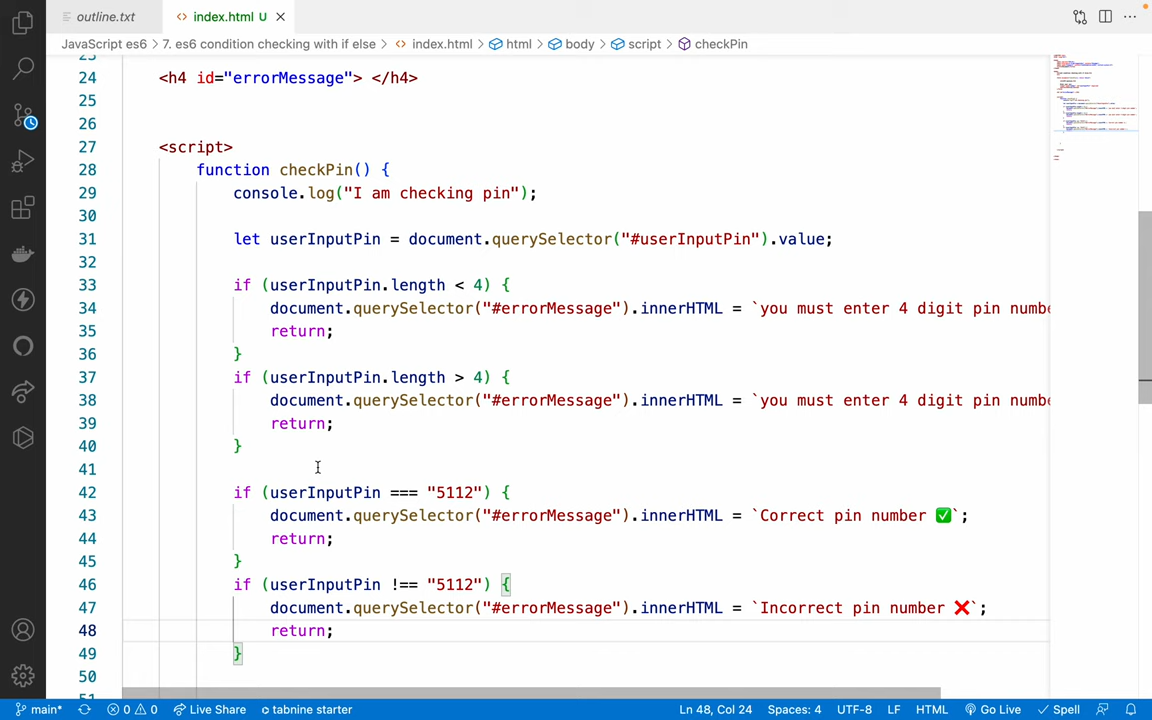 outline.txt
index.html U
JavaScript es6 > 7. es6 condition checking with if else > index.html > html > body > script > checkPin
23
24 <h4 id="errorMessage"> </h4>
25
26
27 <script>
28 function checkPin() {
29 console.log("I am checking pin");
30
31 let userInputPin = document.querySelector("#userInputPin").value;
32
33 if (userInputPin.length < 4) {
34 document.querySelector("#errorMessage").innerHTML = `you must enter 4 digit pin numbe
35 return;
36 }
37 if (userInputPin.length > 4) {
38 document.querySelector("#errorMessage").innerHTML = `you must enter 4 digit pin numbe
39 return;
40 }
41
42 if (userInputPin === "5112") {
43 document.querySelector("#errorMessage").innerHTML = `Correct pin number ✅`;
44 return;
45 }
46 if (userInputPin !== "5112") {
47 document.querySelector("#errorMessage").innerHTML = `Incorrect pin number ❌`;
48 return;
49 }
50
51
main* 0 0 Live Share tabnine starter Ln 48, Col 24 Spaces: 4 UTF-8 LF HTML Go Live Spell